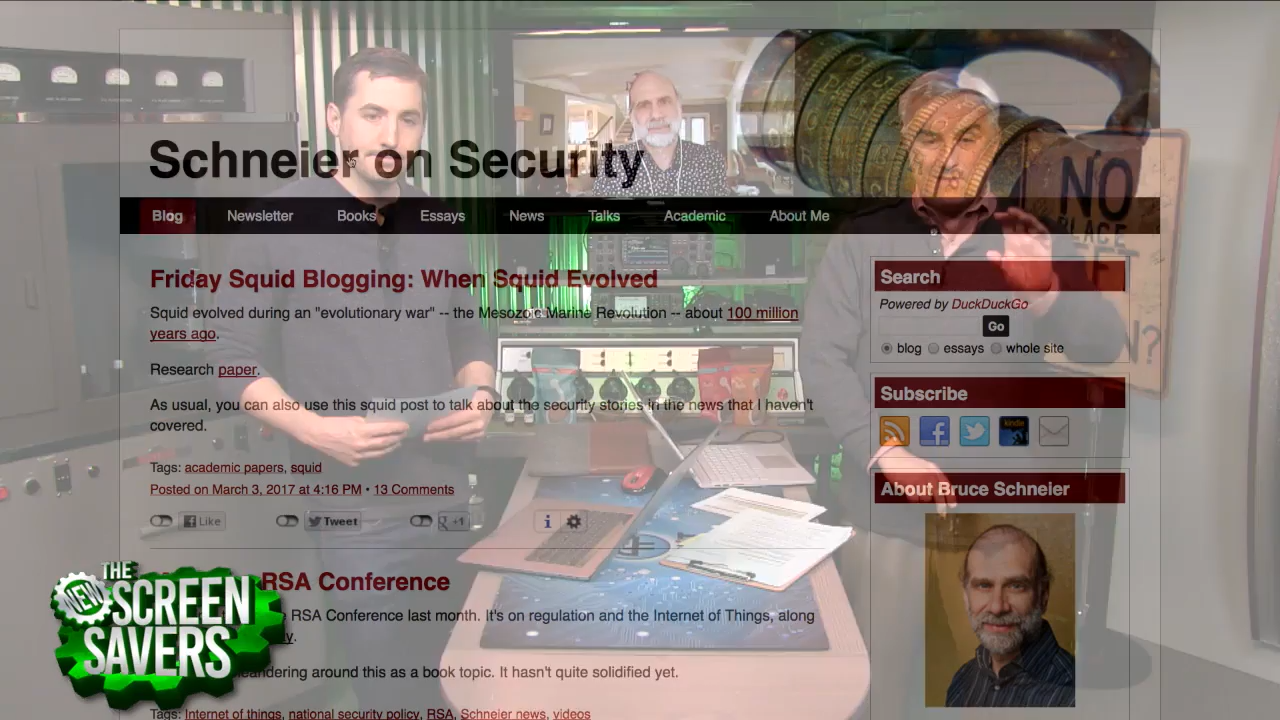 Schneier on Security
NO
PLACE
N?
Blog Newsletter Books Essays News Talks Academic About Me
Friday Squid Blogging: When Squid Evolved
Squid evolved during an "evolutionary war" -- the Mesozoic Marine Revolution -- about 100 million
years ago.
Research paper.
As usual, you can also use this squid post to talk about the security stories in the news that I haven't
covered.
Tags: academic papers, squid
Posted on March 3, 2017 at 4:16 PM • 13 Comments
Like Tweet +1
RSA Conference
RSA Conference last month. It's on regulation and the Internet of Things, along
around this as a book topic. It hasn't quite solidified yet.
Tags: Internet of things, national security policy, RSA, Schneier news, videos
Search
Powered by DuckDuckGo
Go
blog essays whole site
Subscribe
kindle
About Bruce Schneier
THE
NEW SCREEN
SAVERS